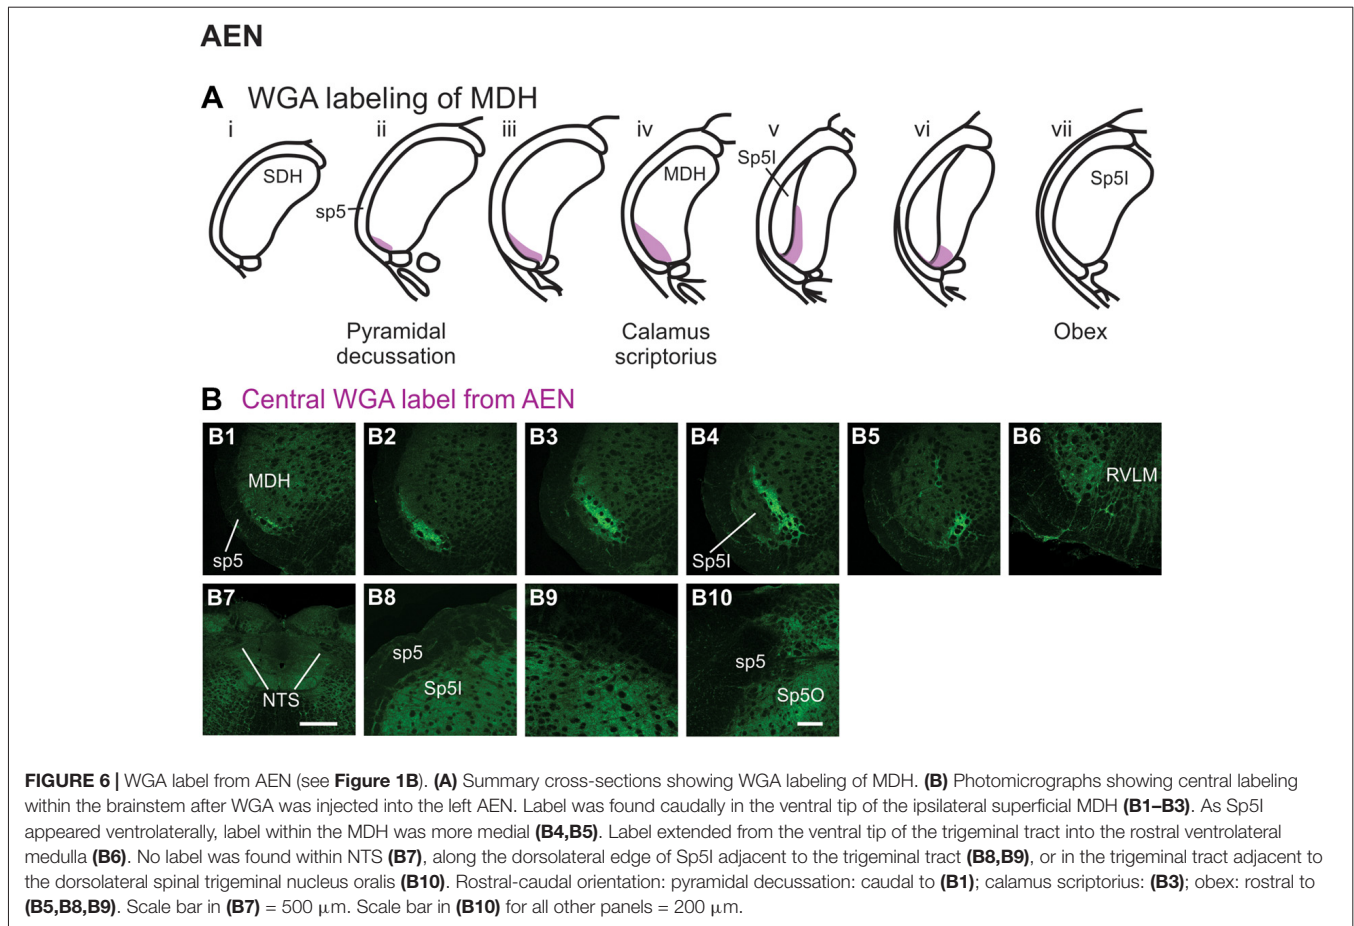 AEN
A WGA labeling of MDH
i ii iii iv v vi vii
SDH
sp5
MDH
Sp5I
Sp5I
Pyramidal
decussation
Calamus
scriptorius
Obex
B Central WGA label from AEN
B1 B2 B3 B4 B5 B6
MDH
sp5
Sp5I
RVLM
B7 B8 B9 B10
NTS
sp5
Sp5I
sp5
Sp5O
FIGURE 6 | WGA label from AEN (see Figure 1B). (A) Summary cross-sections showing WGA labeling of MDH. (B) Photomicrographs showing central labeling
within the brainstem after WGA was injected into the left AEN. Label was found caudally in the ventral tip of the ipsilateral superficial MDH (B1–B3). As Sp5I
appeared ventrolaterally, label within the MDH was more medial (B4,B5). Label extended from the ventral tip of the trigeminal tract into the rostral ventrolateral
medulla (B6). No label was found within NTS (B7), along the dorsolateral edge of Sp5I adjacent to the trigeminal tract (B8,B9), or in the trigeminal tract adjacent to
the dorsolateral spinal trigeminal nucleus oralis (B10). Rostral-caudal orientation: pyramidal decussation: caudal to (B1); calamus scriptorius: (B3); obex: rostral to
(B5,B8,B9). Scale bar in (B7) = 500 μm. Scale bar in (B10) for all other panels = 200 μm.